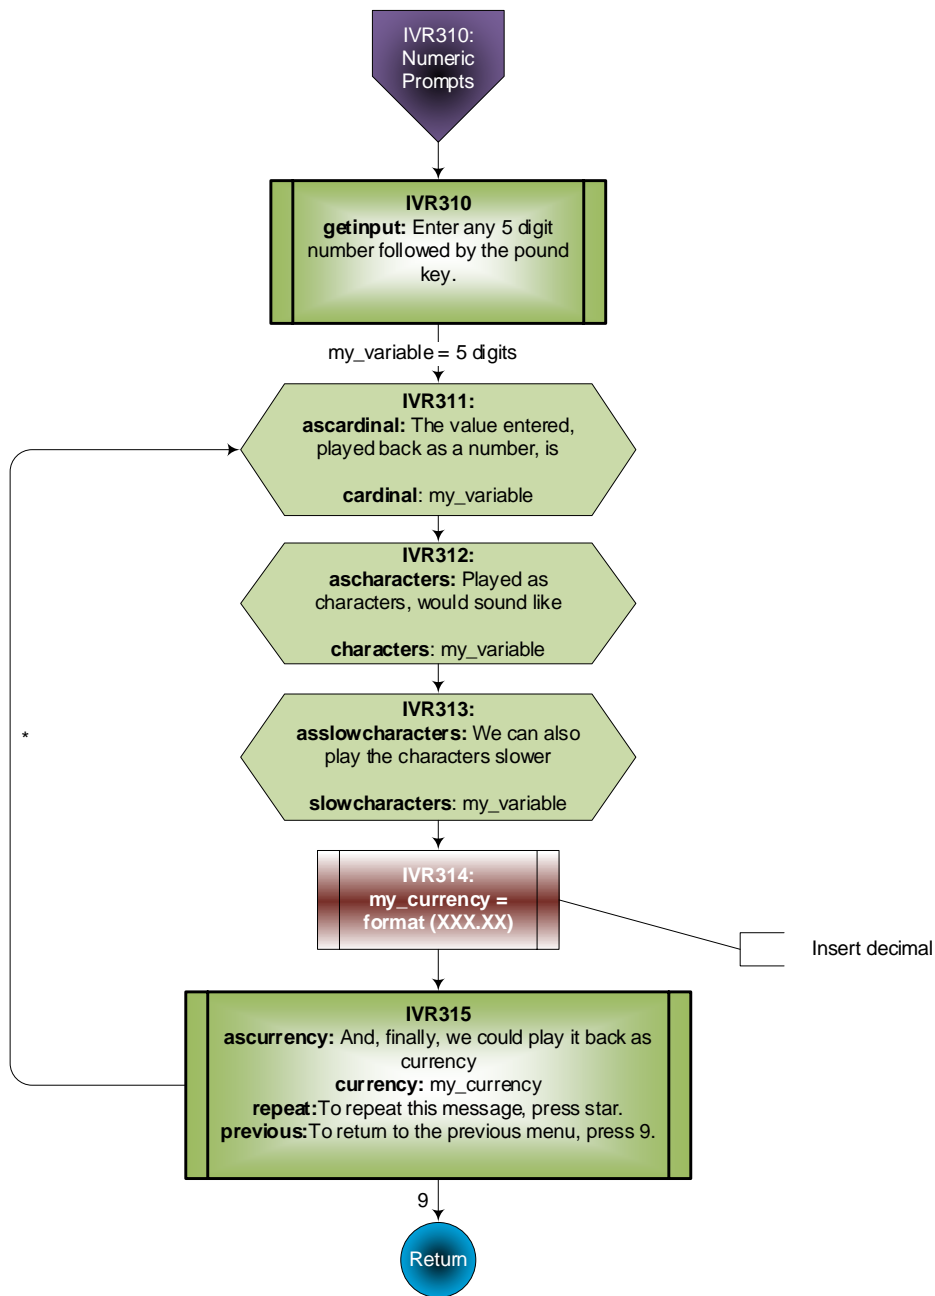 IVR310:
Numeric
Prompts
IVR310
getinput: Enter any 5 digit
number followed by the pound
key.
my_variable = 5 digits
IVR311:
ascardinal: The value entered,
played back as a number, is
cardinal: my_variable
IVR312:
ascharacters: Played as
characters, would sound like
characters: my_variable
IVR313:
asslowcharacters: We can also
play the characters slower
slowcharacters: my_variable
*
IVR314:
my_currency =
format (XXX.XX)
Insert decimal
IVR315
ascurrency: And, finally, we could play it back as
currency
currency: my_currency
repeat:To repeat this message, press star.
previous:To return to the previous menu, press 9.
9
Return